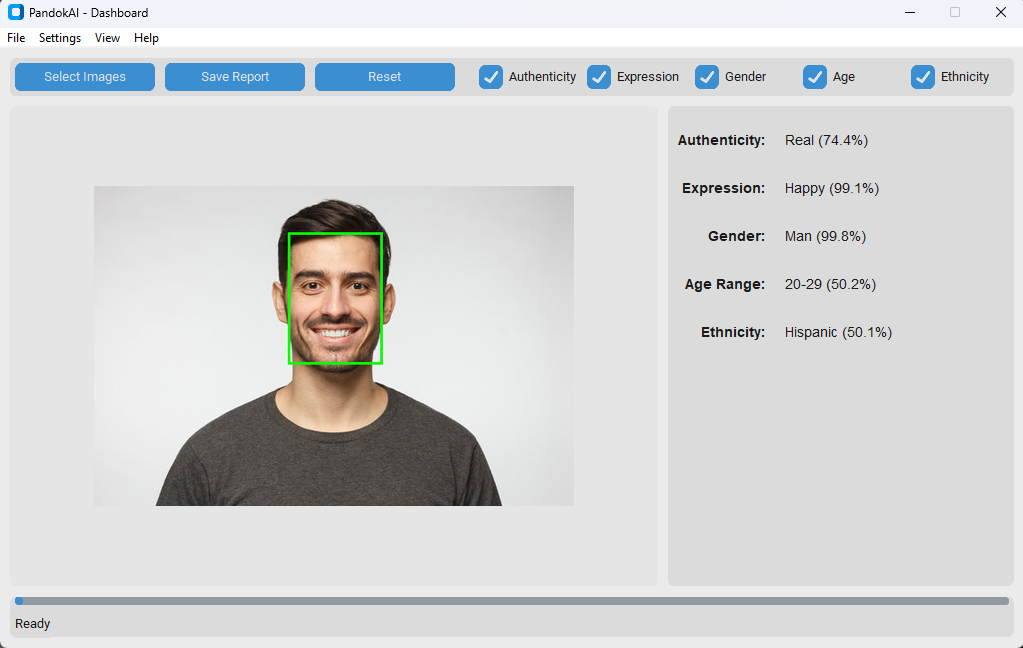 PandokAI - Dashboard
File Settings View Help
Select Images Save Report Reset Authenticity Expression Gender Age Ethnicity
Authenticity: Real (74.4%)
Expression: Happy (99.1%)
Gender: Man (99.8%)
Age Range: 20-29 (50.2%)
Ethnicity: Hispanic (50.1%)
Ready